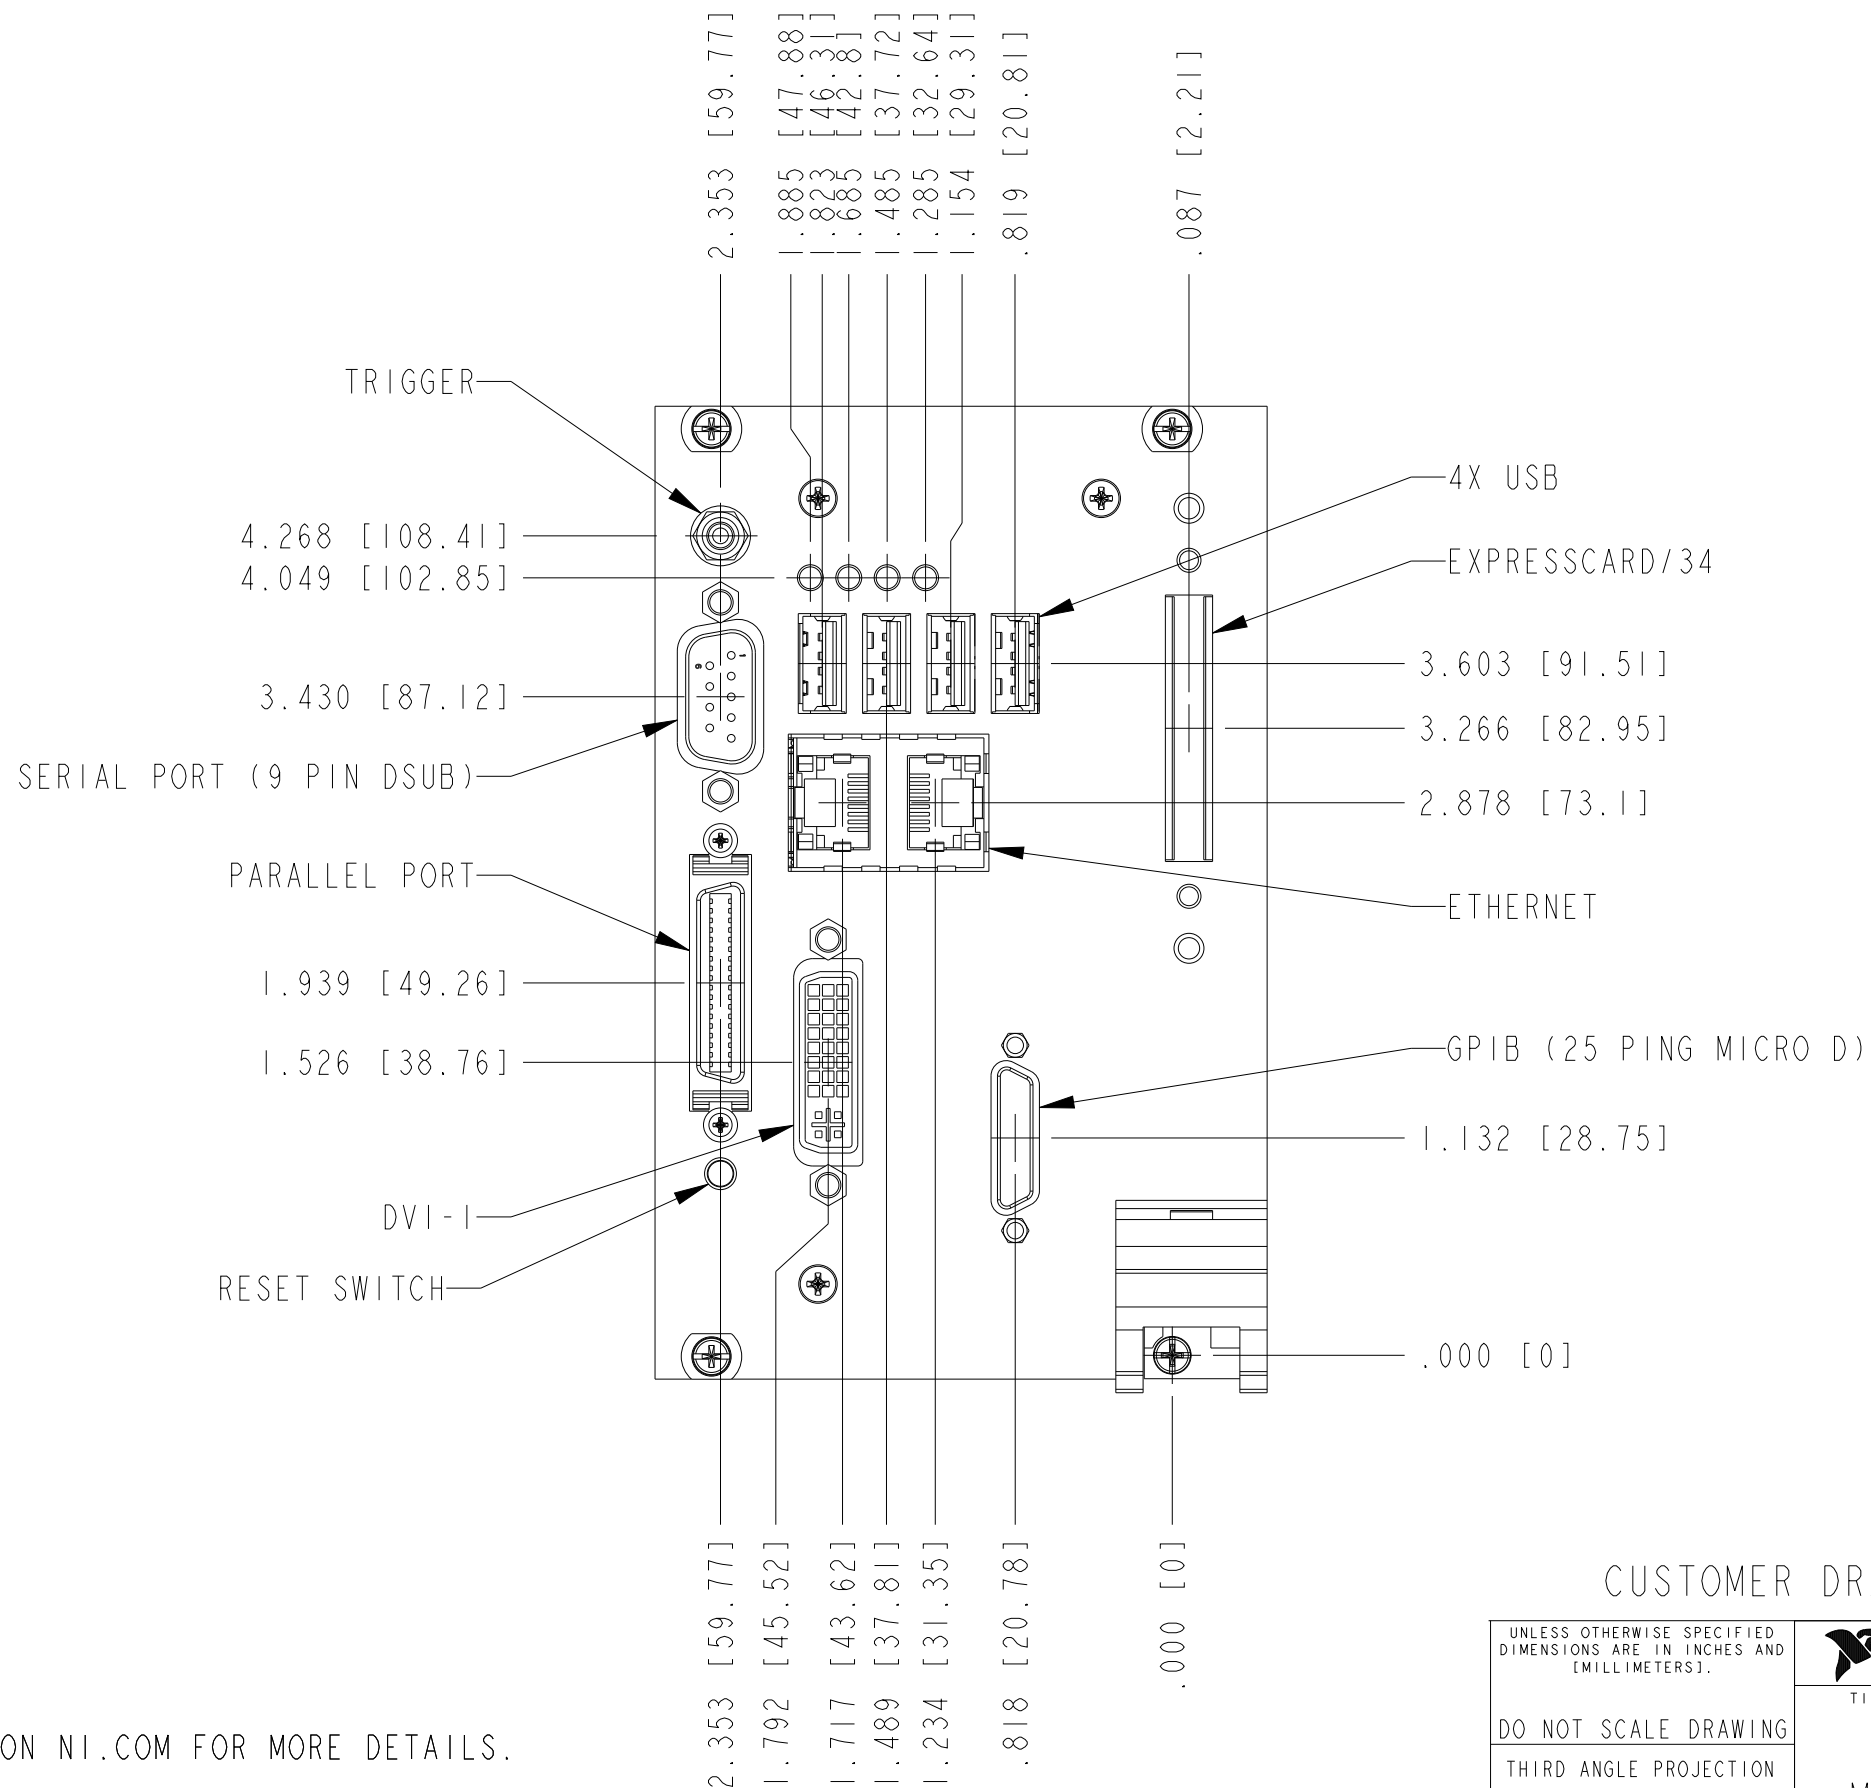 2.353 [59.77]
1.885 [47.88]
1.823 [46.31]
1.685 [42.8]
1.485 [37.72]
1.285 [32.64]
1.154 [29.31]
.819 [20.81]
.087 [2.21]
TRIGGER
4X USB
4.268 [108.41]
EXPRESSCARD/34
4.049 [102.85]
3.603 [91.51]
3.430 [87.12]
3.266 [82.95]
SERIAL PORT (9 PIN DSUB)
2.878 [73.1]
PARALLEL PORT
ETHERNET
1.939 [49.26]
GPIB (25 PING MICRO D)
1.526 [38.76]
1.132 [28.75]
DVI-I
RESET SWITCH
.000 [0]
2.353 [59.77]
1.792 [45.52]
1.717 [43.62]
1.489 [37.81]
1.234 [31.35]
.818 [20.78]
.000 [0]
CUSTOMER DR
UNLESS OTHERWISE SPECIFIED
DIMENSIONS ARE IN INCHES AND
[MILLIMETERS].
TI
DO NOT SCALE DRAWING
THIRD ANGLE PROJECTION
ON NI.COM FOR MORE DETAILS.